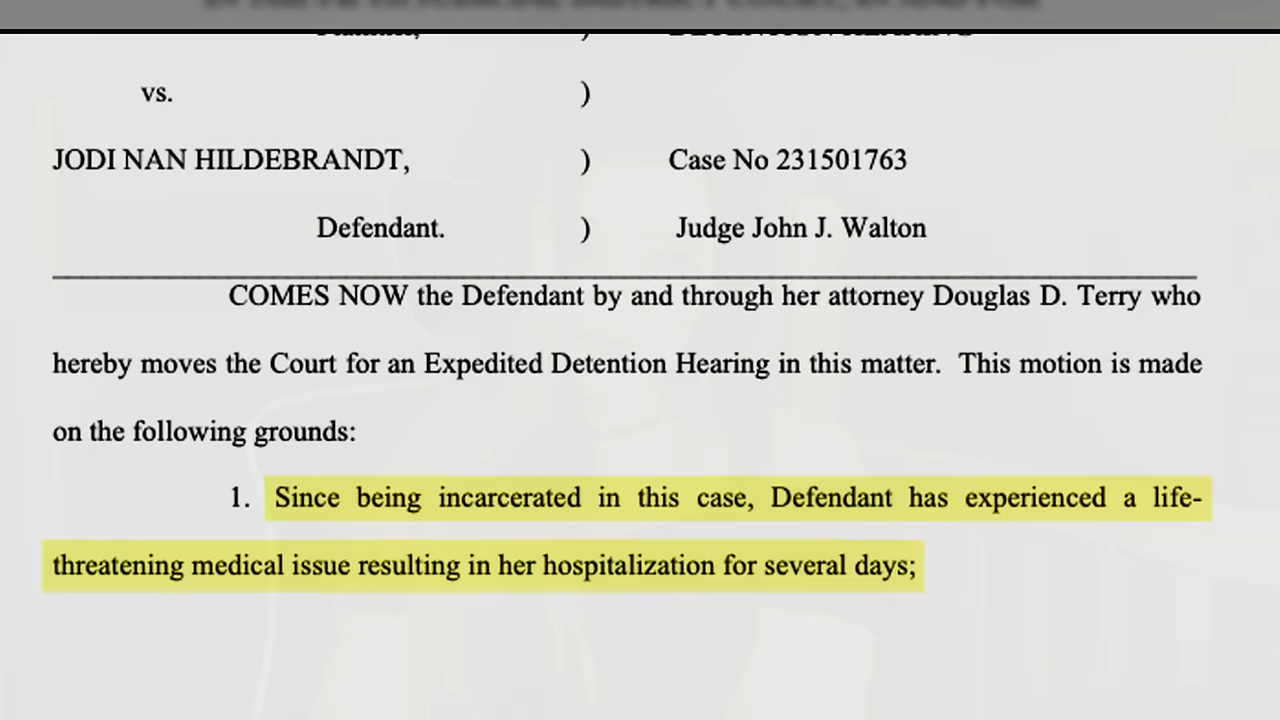 vs. )
JODI NAN HILDEBRANDT, ) Case No 231501763
Defendant. ) Judge John J. Walton
COMES NOW the Defendant by and through her attorney Douglas D. Terry who
hereby moves the Court for an Expedited Detention Hearing in this matter. This motion is made
on the following grounds:
1. Since being incarcerated in this case, Defendant has experienced a life-
threatening medical issue resulting in her hospitalization for several days;